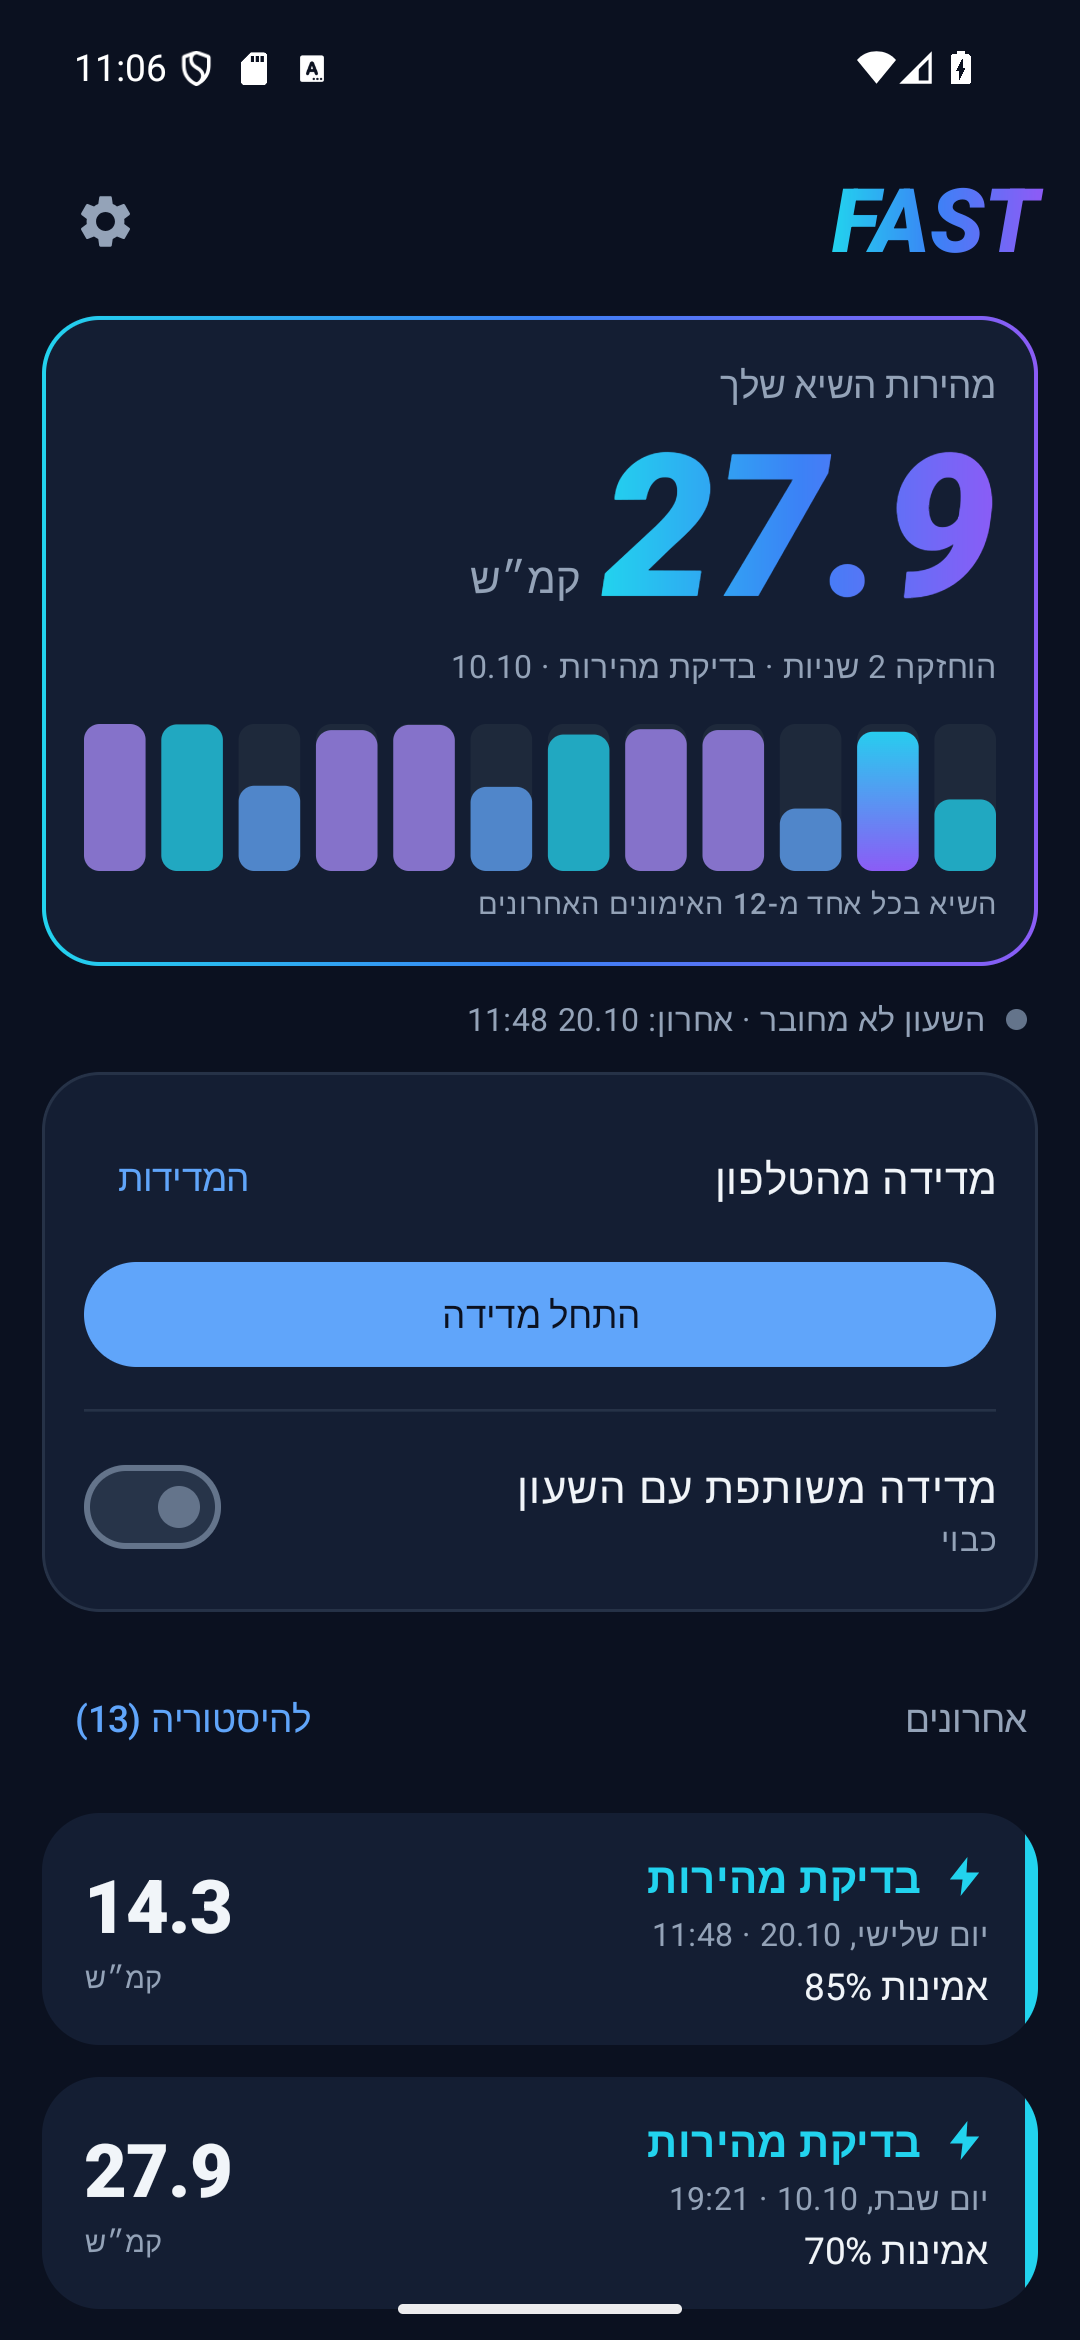 11:06
FAST
מהירות השיא שלך
27.9 קמ״ש
הוחזקה 2 שניות · בדיקת מהירות · 10.10
השיא בכל אחד מ-12 האימונים האחרונים
השעון לא מחובר · אחרון: 20.10 11:48
מדידה מהטלפון
המדידות
התחל מדידה
מדידה משותפת עם השעון
כבוי
אחרונים
להיסטוריה (13)
בדיקת מהירות
יום שלישי, 20.10 · 11:48
אמינות 85%
14.3
קמ״ש
בדיקת מהירות
יום שבת, 10.10 · 19:21
אמינות 70%
27.9
קמ״ש